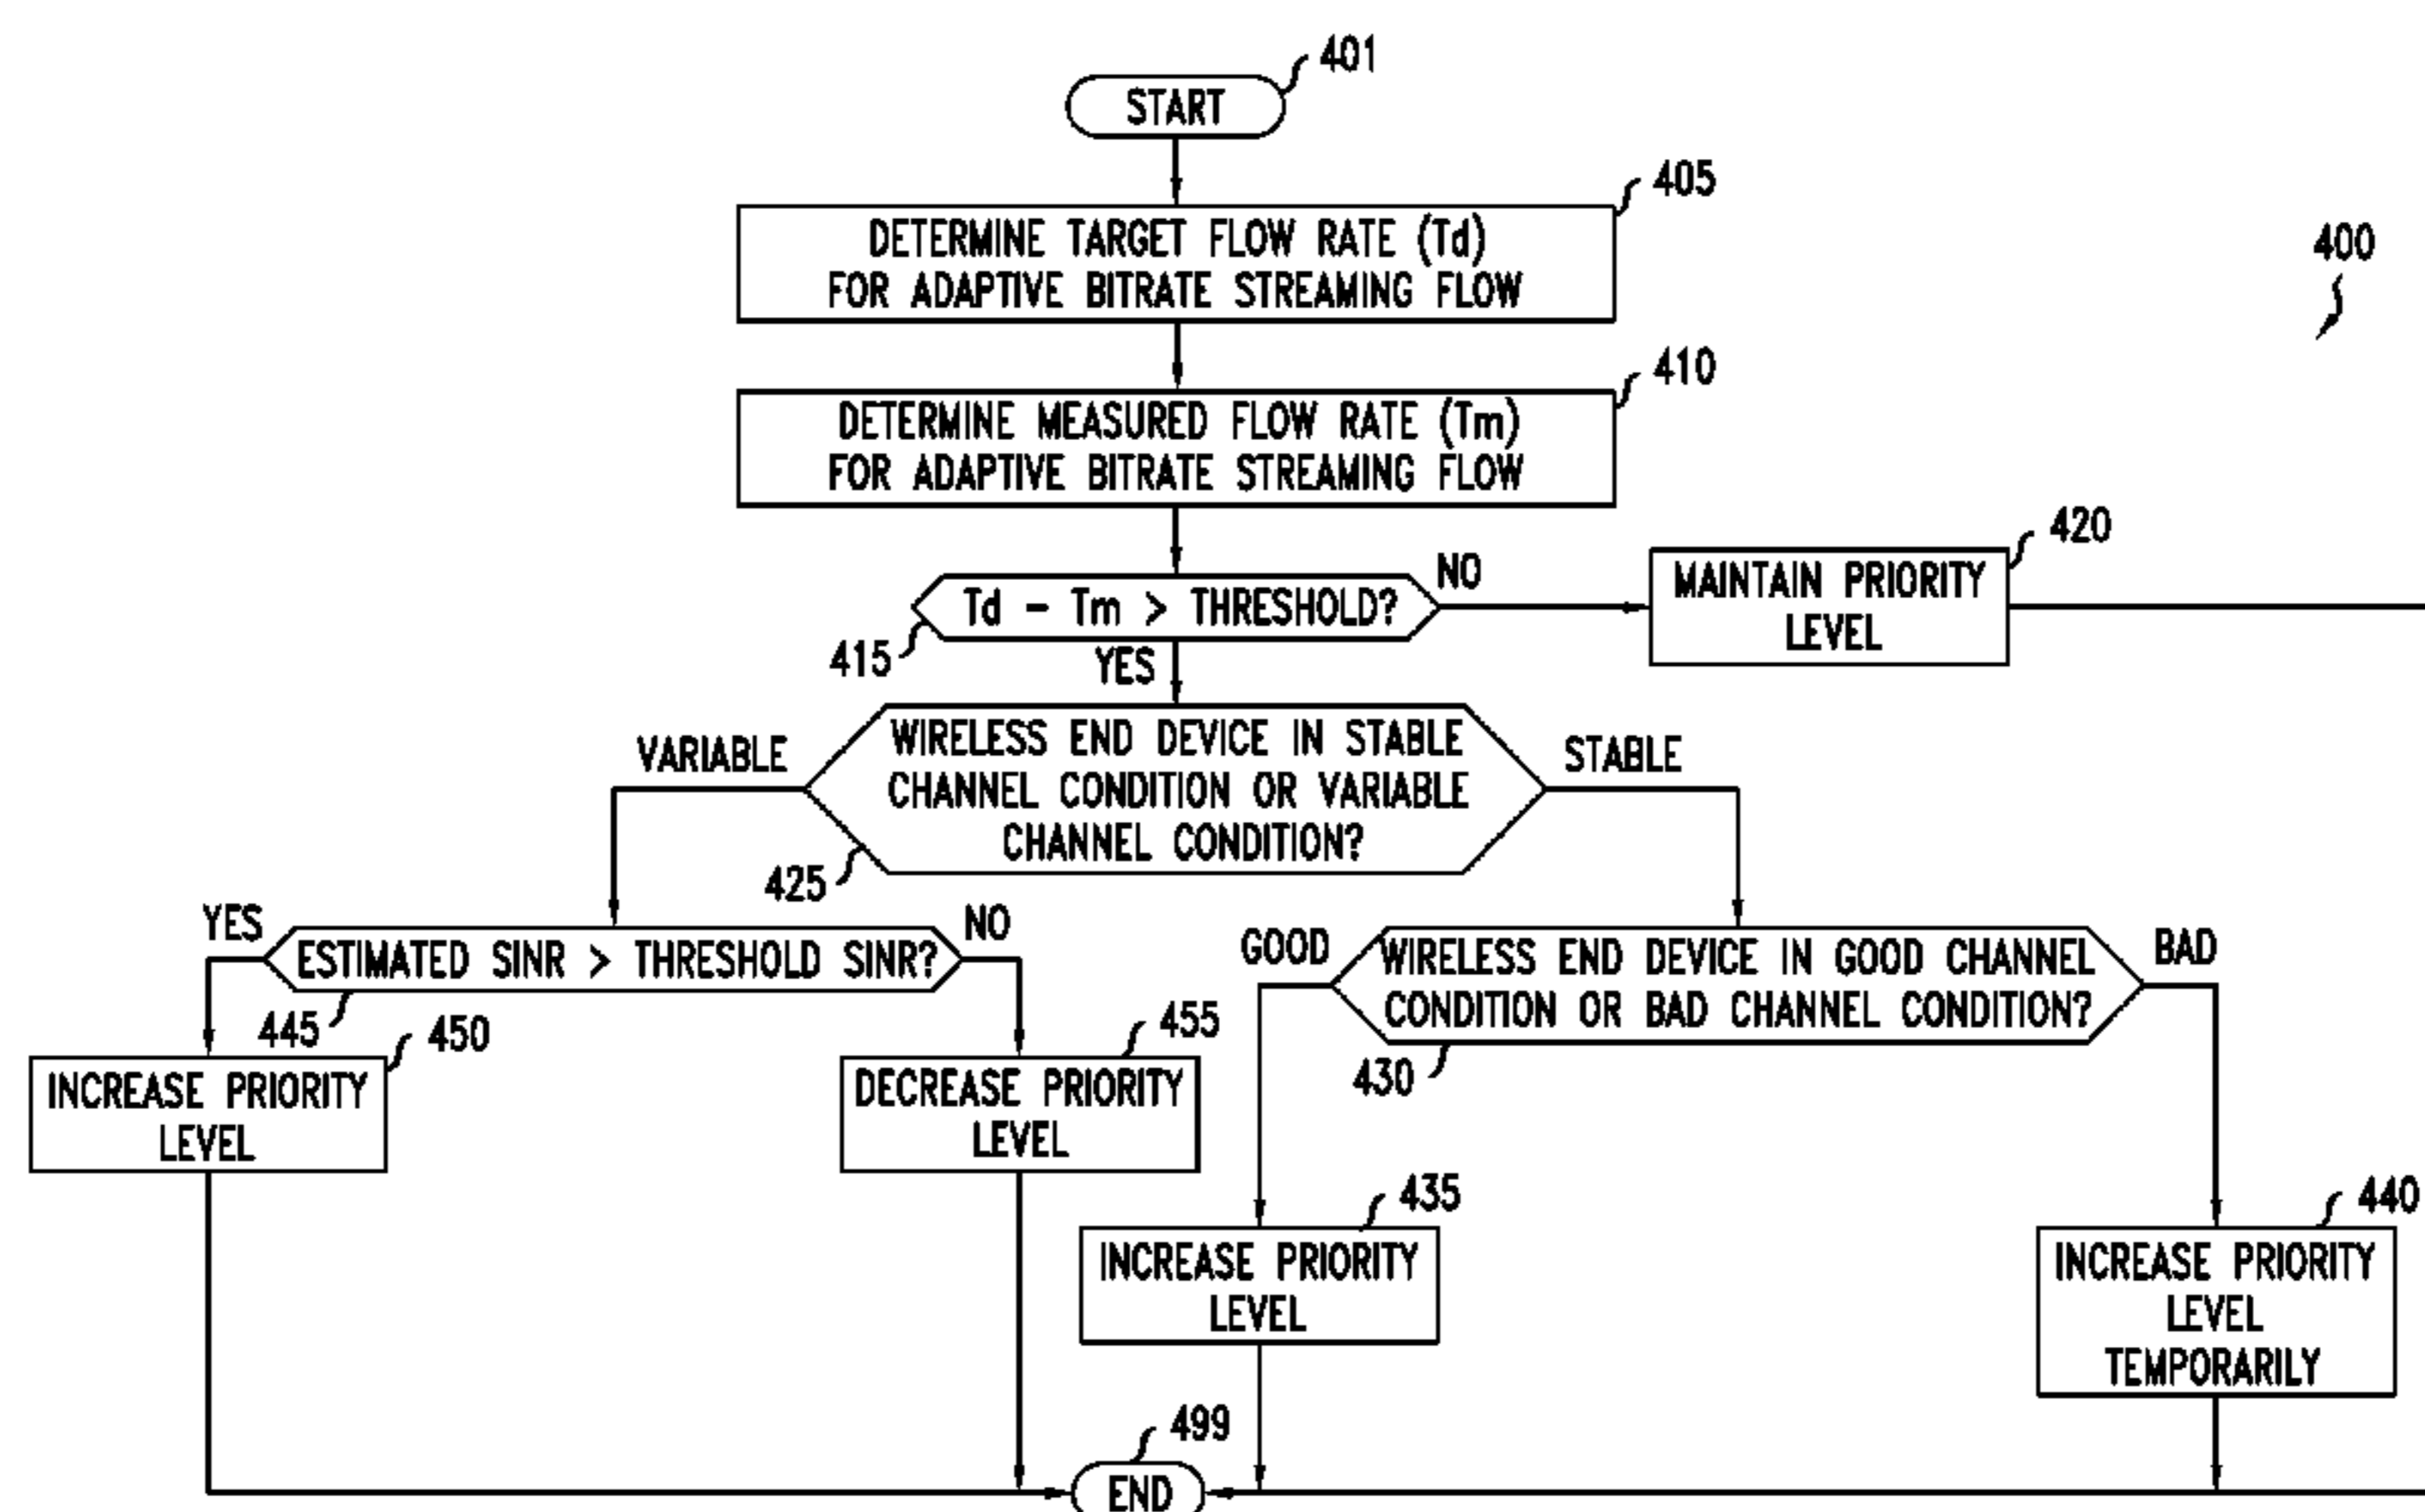 401
START
405
DETERMINE TARGET FLOW RATE (Td)
FOR ADAPTIVE BITRATE STREAMING FLOW
400
410
DETERMINE MEASURED FLOW RATE (Tm)
FOR ADAPTIVE BITRATE STREAMING FLOW
420
Td - Tm > THRESHOLD?
NO
MAINTAIN PRIORITY
LEVEL
415
YES
VARIABLE
WIRELESS END DEVICE IN STABLE
CHANNEL CONDITION OR VARIABLE
CHANNEL CONDITION?
STABLE
425
YES
ESTIMATED SINR > THRESHOLD SINR?
NO
GOOD
WIRELESS END DEVICE IN GOOD CHANNEL
CONDITION OR BAD CHANNEL CONDITION?
BAD
445
450
455
430
INCREASE PRIORITY
LEVEL
DECREASE PRIORITY
LEVEL
435
440
INCREASE PRIORITY
LEVEL
INCREASE PRIORITY
LEVEL
TEMPORARILY
499
END